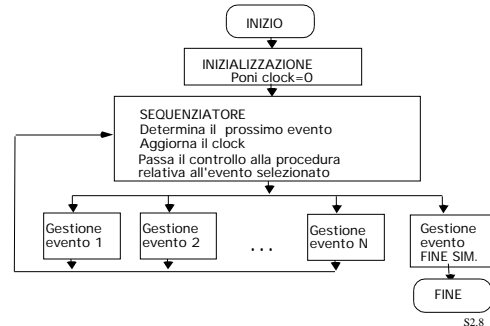 INIZIO
INIZIALIZZAZIONE
Poni clock=0
SEQUENZIATORE
Determina il prossimo evento
Aggiorna il clock
Passa il controllo alla procedura
relativa all'evento selezionato
Gestione
evento 1
Gestione
evento 2
...
Gestione
evento N
Gestione
evento
FINE SIM.
FINE
S2.8